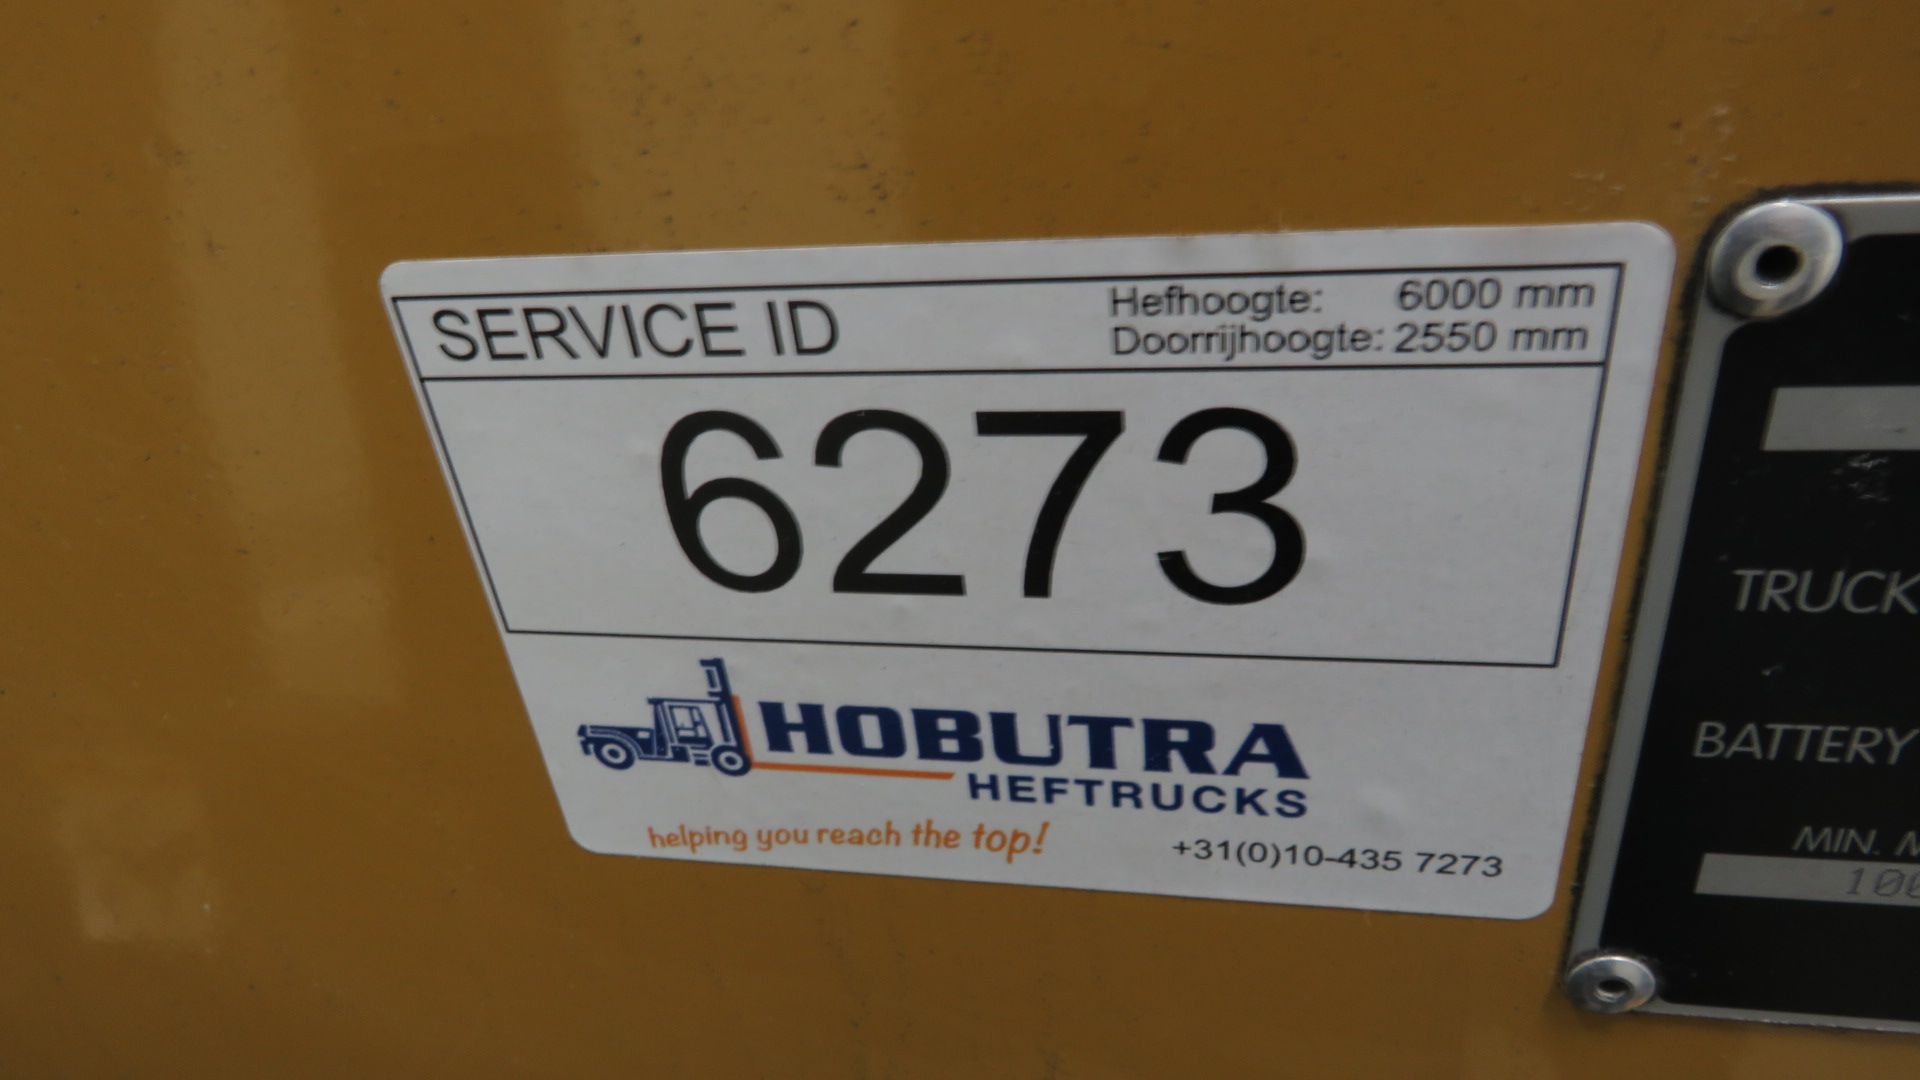 SERVICE ID
Hefhoogte: 6000 mm
Doorrijhoogte: 2550 mm
6273
HOBUTRA
HEFTRUCKS
helping you reach the top!
+31(0)10-435 7273
TRUCK
BATTERY
MIN.